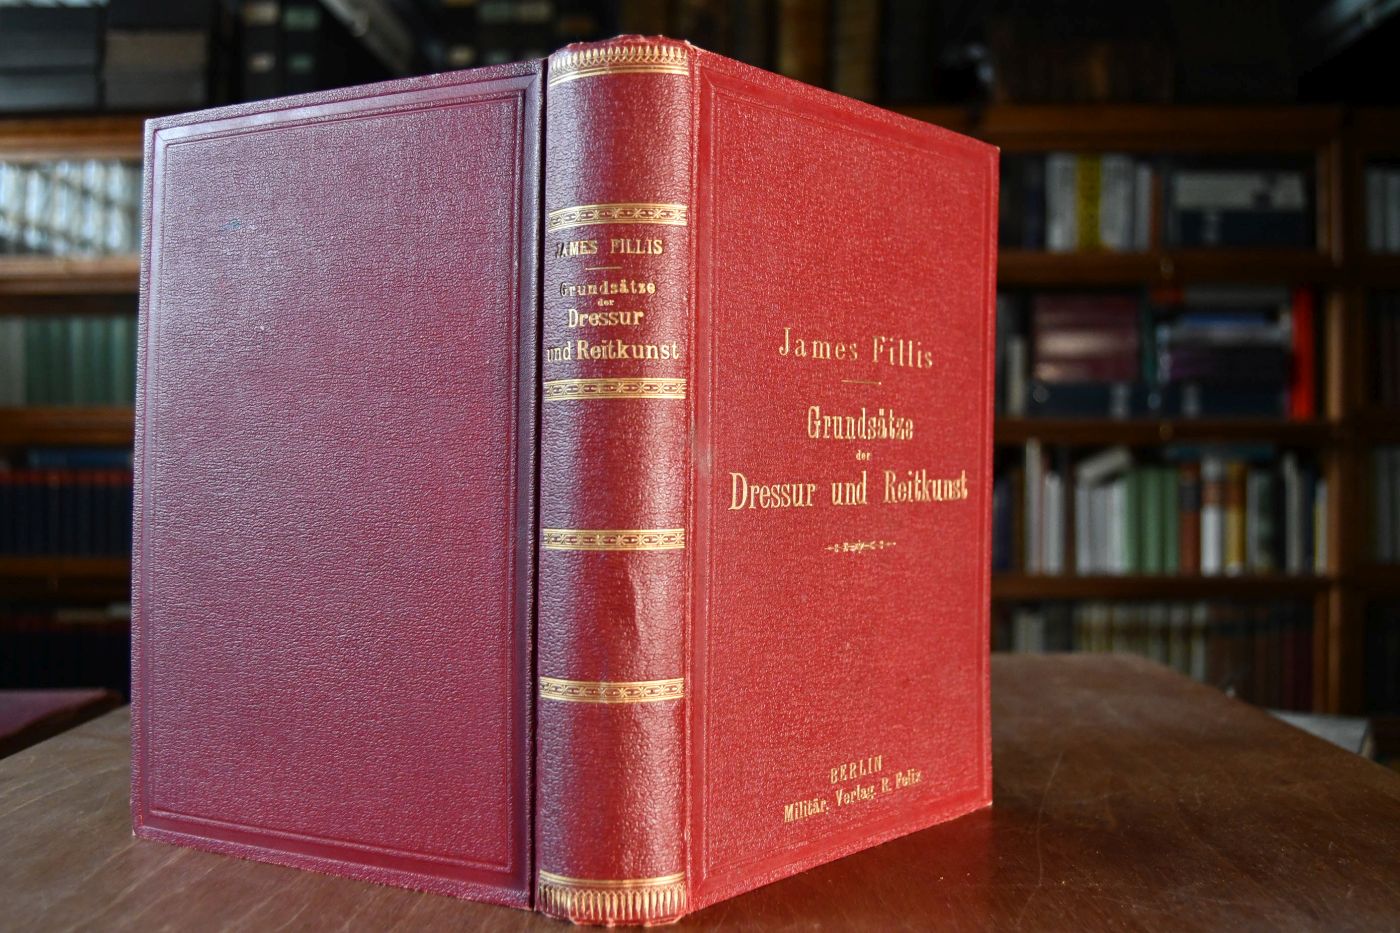 JAMES FILLIS
Grundsätze
der
Dressur
und Reitkunst
James Fillis
Grundsätze
der
Dressur und Reitkunst
BERLIN
Militär. Verlag R. Felix